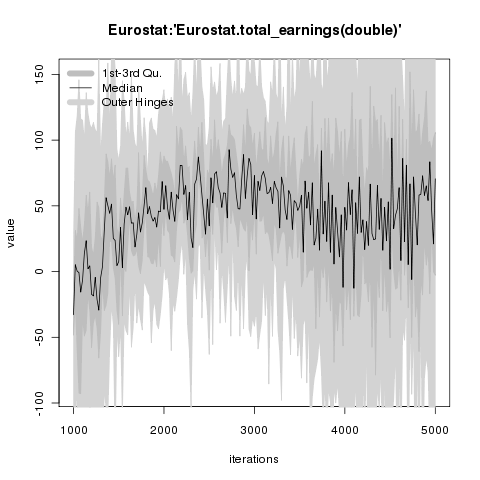 Eurostat:'Eurostat.total_earnings(double)'
1st-3rd Qu.
Median
Outer Hinges
value
150
100
50
0
-50
-100
1000 2000 3000 4000 5000
iterations